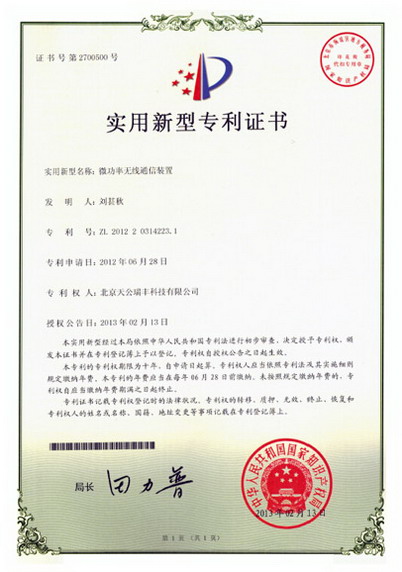 证书号第2700500号
印花税
代扣专用章
实用新型专利证书
实用新型名称：微功率无线通信装置
发 明 人：刘甚秋
专 利 号：ZL 2012 2 0314223.1
专利申请日：2012年06月28日
专 利 权 人：北京天公瑞丰科技有限公司
授权公告日：2013年02月13日
本实用新型经过本局依照中华人民共和国专利法进行初步审查，决定授予专利权，
颁发本证书并在专利登记簿上予以登记。专利权自授权公告之日起生效。
本专利的专利权期限为十年，自申请日起算。专利权人应当依照专利法及其实施细则
规定缴纳年费。本专利的年费应当在每年06月28日前缴纳。未按照规定缴纳年费的，专
利权自应当缴纳年费期满之日起终止。
专利证书记载专利权登记时的法律状况。专利权的转移、质押、无效、终止、恢复和
专利权人的姓名或名称、国籍、地址变更等事项记载在专利登记簿上。
局长 田力普
中华人民共和国国家知识产权局
2013年02月13日
第 1 页 (共 1 页)